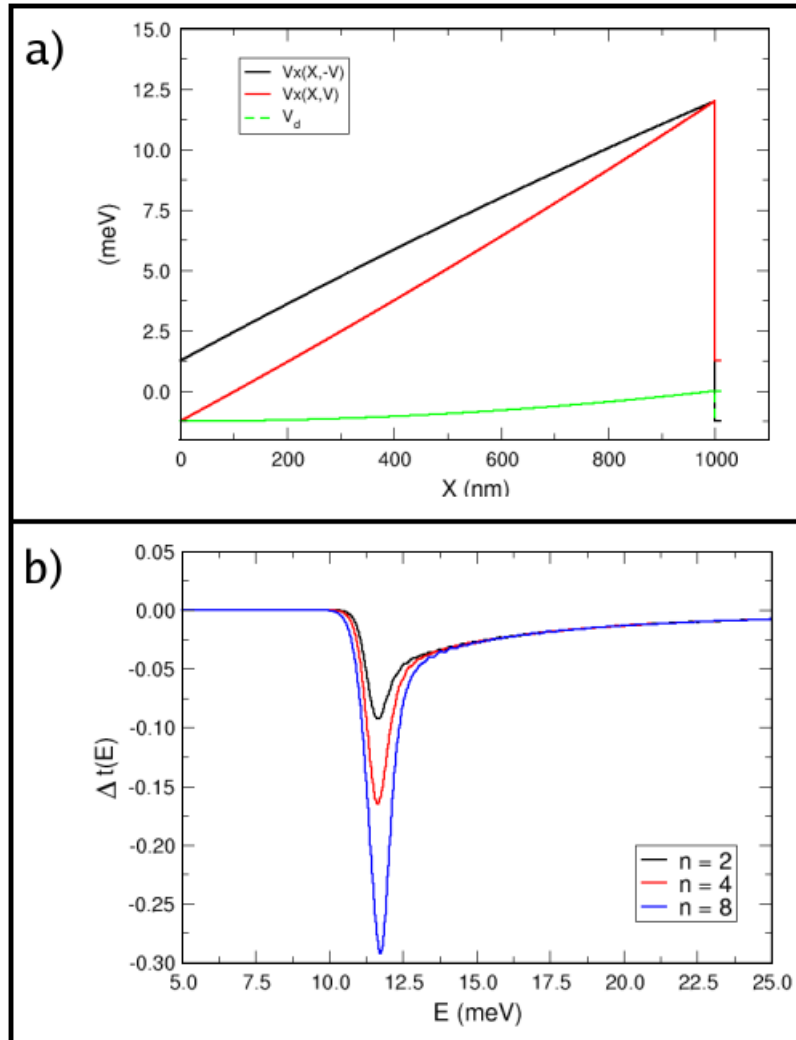 a)
15.0
12.5
10.0
7.5
5.0
2.5
0.0
(meV)
Vx(X,-V)
Vx(X,V)
V_d
0 200 400 600 800 1000
X (nm)
b)
0.05
0.00
-0.05
-0.10
-0.15
-0.20
-0.25
-0.30
Δ t(E)
n = 2
n = 4
n = 8
5.0 7.5 10.0 12.5 15.0 17.5 20.0 22.5 25.0
E (meV)